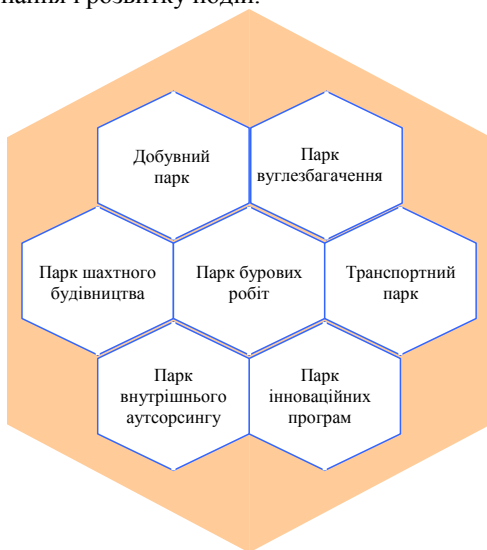 розвитку подій.
Добувний
парк
Парк
вуглезбагачення
Парк шахтного
будівництва
Парк бурових
робіт
Транспортний
парк
Парк
внутрішнього
аутсорсингу
Парк
інноваційних
програм